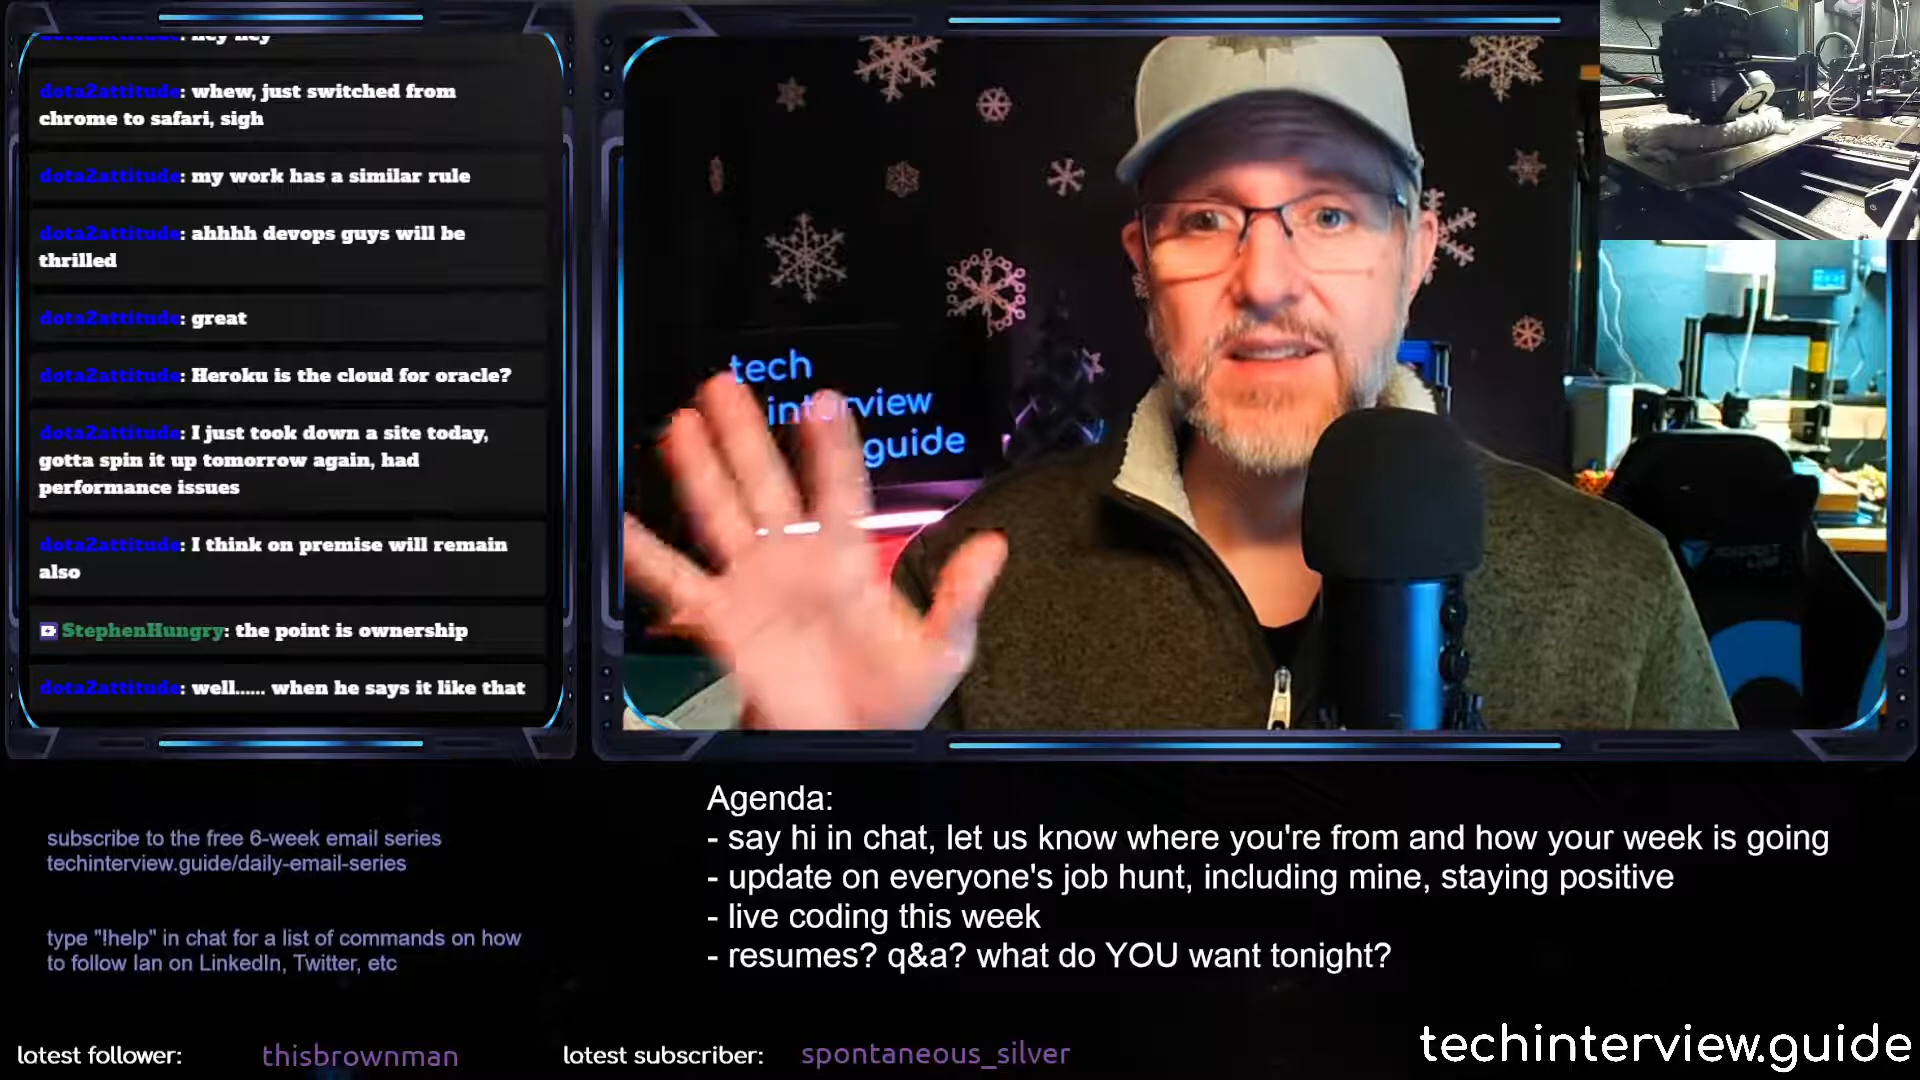 dota2attitude: hey hey
dota2attitude: whew, just switched from
chrome to safari, sigh
dota2attitude: my work has a similar rule
dota2attitude: ahhhh devops guys will be
thrilled
dota2attitude: great
dota2attitude: Heroku is the cloud for oracle?
dota2attitude: I just took down a site today,
gotta spin it up tomorrow again, had
performance issues
dota2attitude: I think on premise will remain
also
StephenHungry: the point is ownership
dota2attitude: well...... when he says it like that
tech
interview
guide
subscribe to the free 6-week email series
techinterview.guide/daily-email-series
type "!help" in chat for a list of commands on how
to follow Ian on LinkedIn, Twitter, etc
Agenda:
- say hi in chat, let us know where you're from and how your week is going
- update on everyone's job hunt, including mine, staying positive
- live coding this week
- resumes? q&a? what do YOU want tonight?
latest follower: thisbrownman
latest subscriber: spontaneous_silver
techinterview.guide